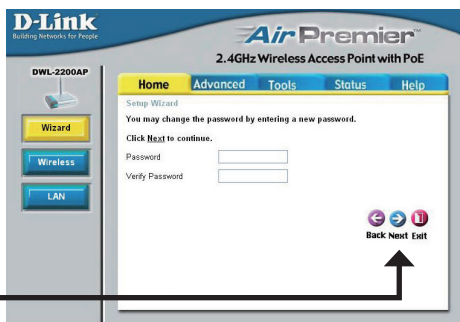 D-Link
Building Networks for People
Air Premier™
2.4GHz Wireless Access Point with PoE
DWL-2200AP
Home Advanced Tools Status Help
Wizard
Wireless
LAN
Setup Wizard
You may change the password by entering a new password.
Click Next to continue.
Password
Verify Password
Back Next Exit